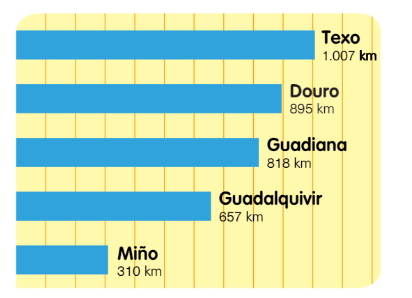 Texo
1.007 km
Douro
895 km
Guadiana
818 km
Guadalquivir
657 km
Miño
310 km